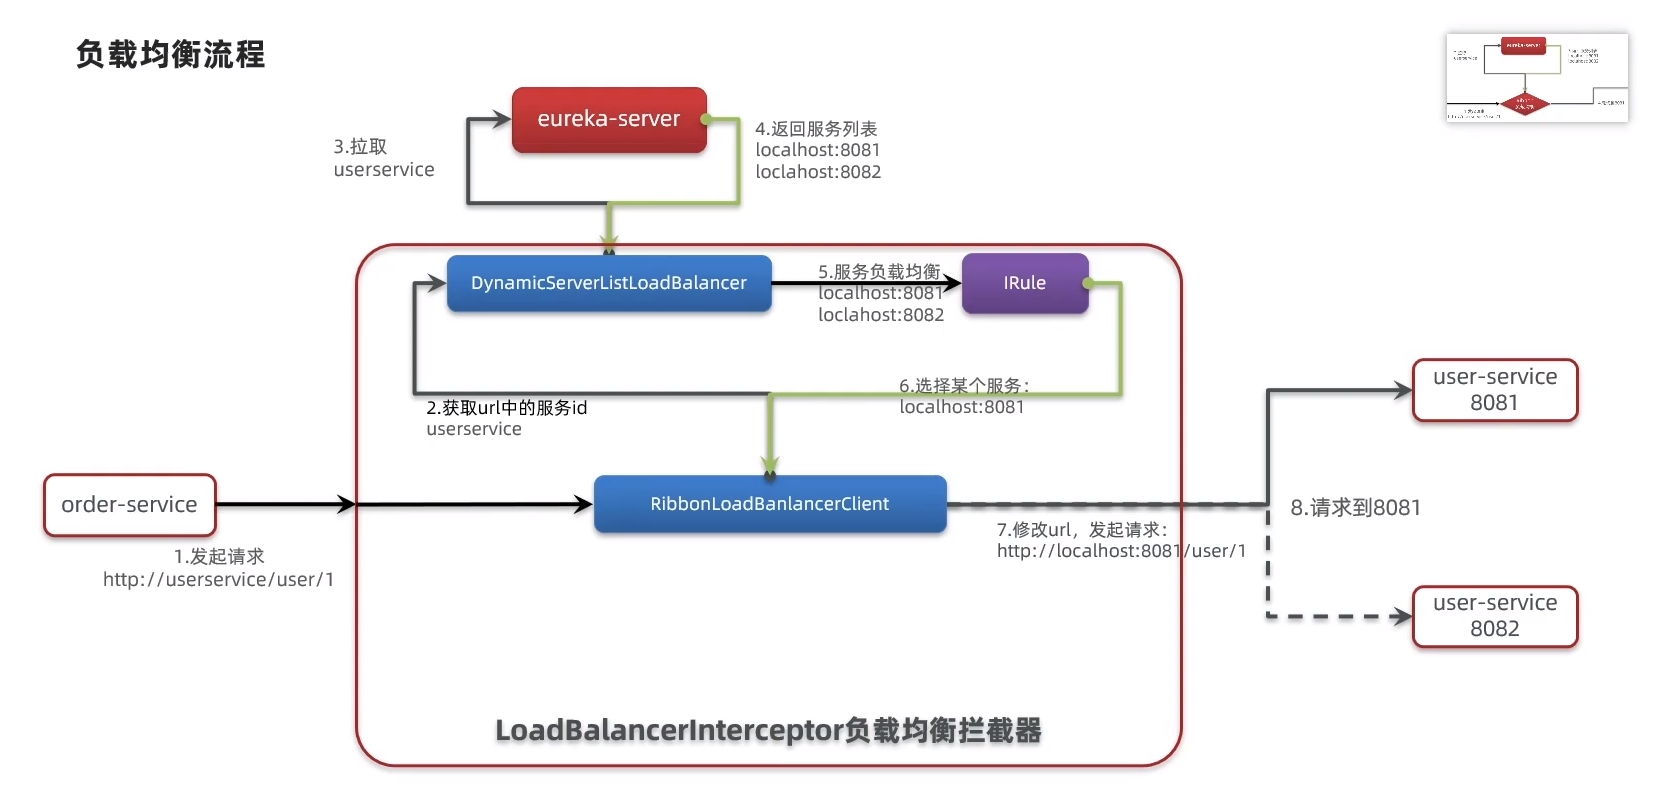 负载均衡流程
eureka-server
3.拉取
userservice
4.返回服务列表
localhost:8081
loclahost:8082
DynamicServerListLoadBalancer
5.服务负载均衡
localhost:8081
loclahost:8082
IRule
2.获取url中的服务id
userservice
6.选择某个服务:
localhost:8081
order-service
1.发起请求
http://userservice/user/1
RibbonLoadBanlancerClient
7.修改url，发起请求:
http://localhost:8081/user/1
8.请求到8081
user-service
8081
user-service
8082
LoadBalancerInterceptor负载均衡拦截器
eureka-server
userservice